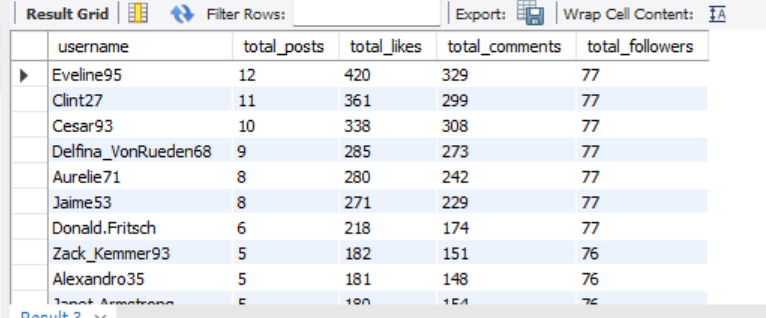 Result Grid Filter Rows: Export: Wrap Cell Content: IA
username total_posts total_likes total_comments total_followers
Eveline95 12 420 329 77
Clint27 11 361 299 77
Cesar93 10 338 308 77
Delfina_VonRueden68 9 285 273 77
Aurelie71 8 280 242 77
Jaime53 8 271 229 77
Donald.Fritsch 6 218 174 77
Zack_Kemmer93 5 182 151 76
Alexandro35 5 181 148 76
Janet.Armstrong 5 180 154 76
Result 3